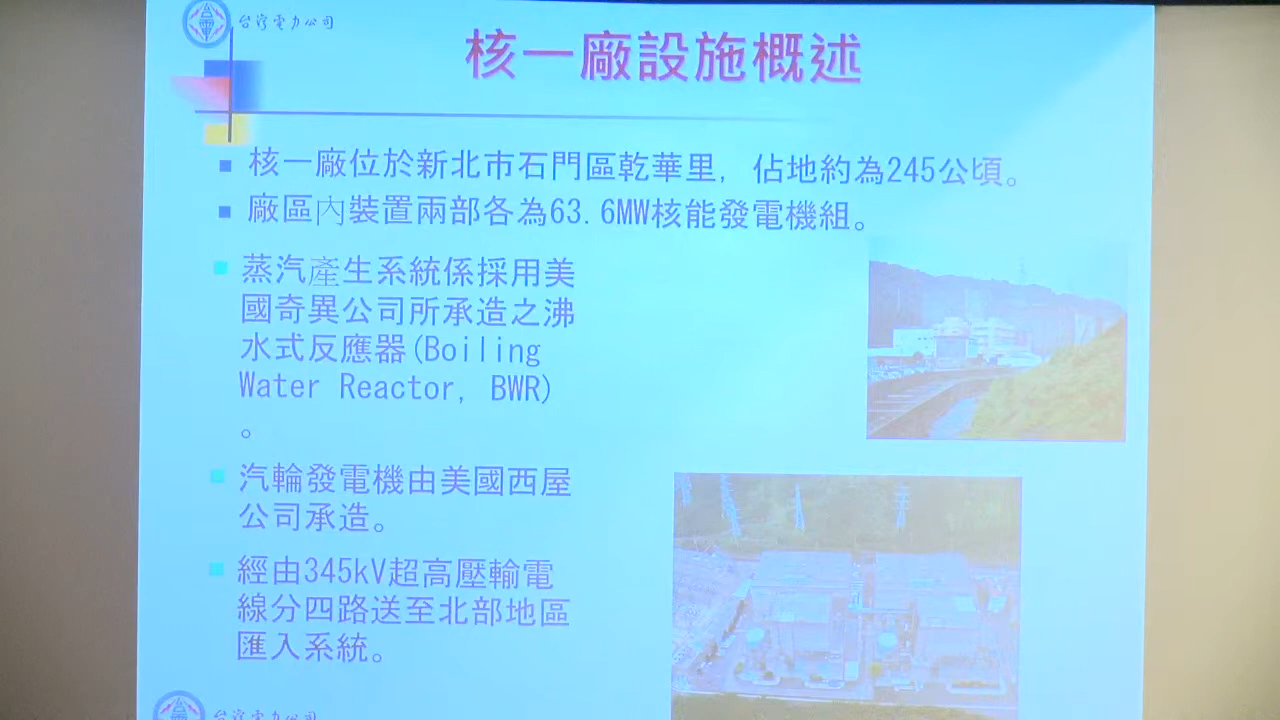 台灣電力公司
核一廠設施概述
核一廠位於新北市石門區乾華里，佔地約為245公頃。
廠區內裝置兩部各為63.6MW核能發電機組。
蒸汽產生系統係採用美
國奇異公司所承造之沸
水式反應器(Boiling
Water Reactor, BWR)
。
汽輪發電機由美國西屋
公司承造。
經由345kV超高壓輸電
線分四路送至北部地區
匯入系統。
台灣電力公司